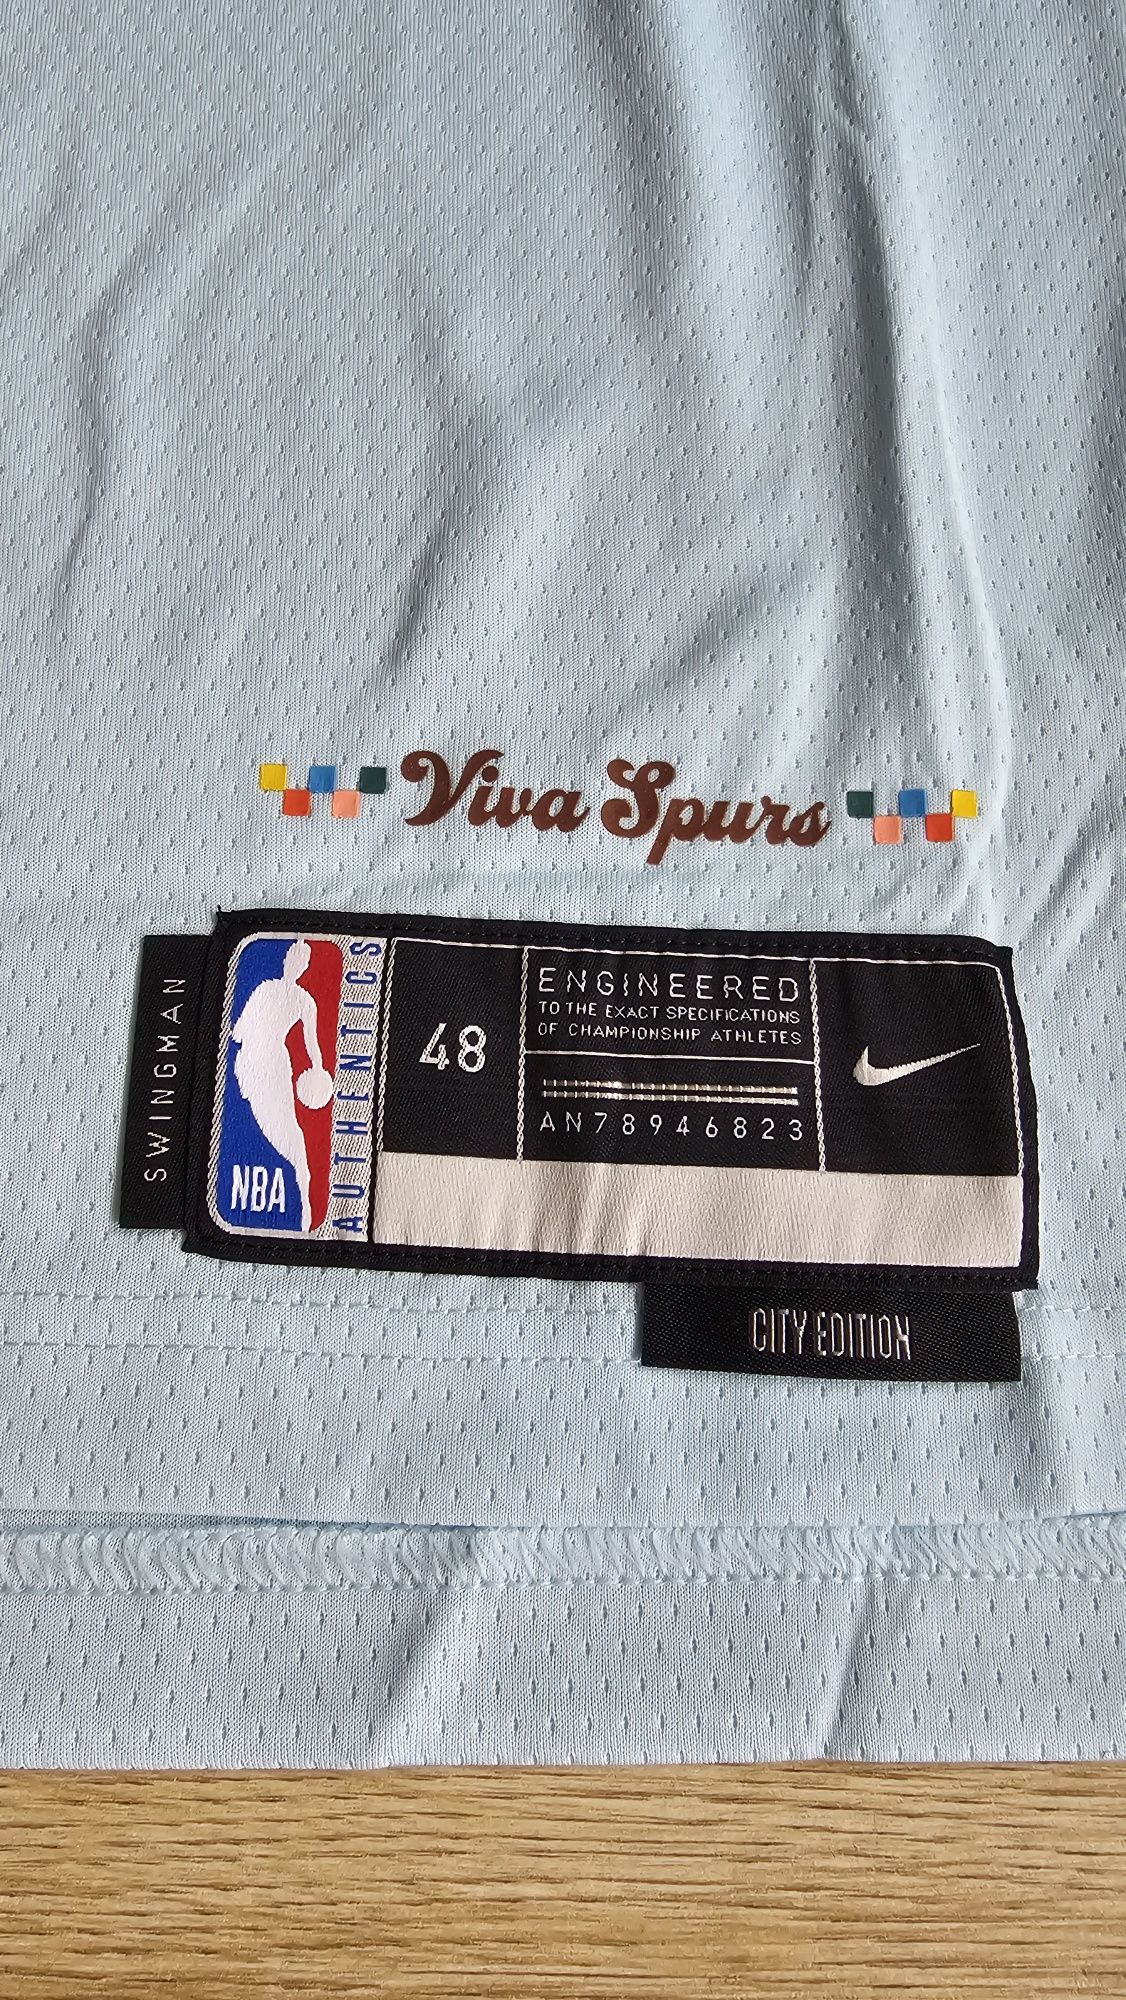 Viva Spurs
SWINGMAN
NBA
AUTHENTICS
48
ENGINEERED
TO THE EXACT SPECIFICATIONS
OF CHAMPIONSHIP ATHLETES
AN78946823
CITY EDITION